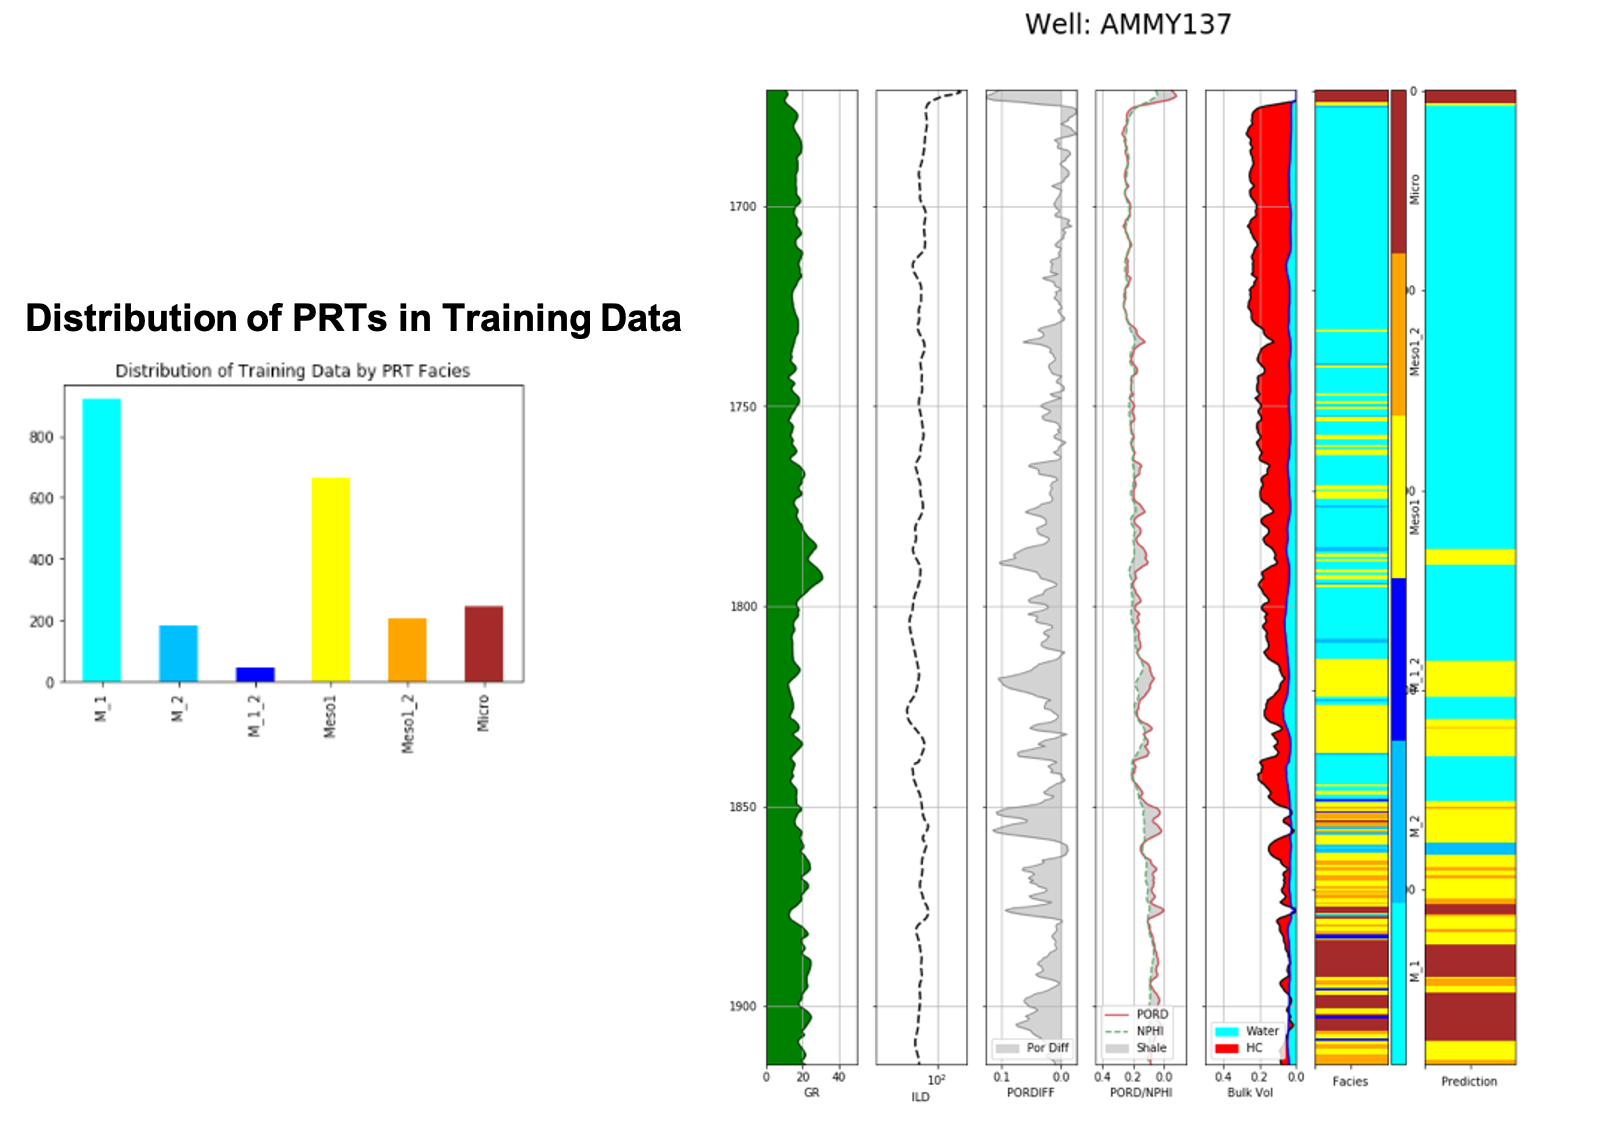 Well: AMMY137
Distribution of PRTs in Training Data
Distribution of Training Data by PRT Facies
800
600
400
200
0
M_1
M_2
M_1_2
Meso1
Meso1_2
Micro
1700
1750
1800
1850
1900
0 20 40
GR
10²
ILD
Por Diff
0.1 0.0
PORDIFF
PORD
NPHI
Shale
0.4 0.2 0.0
PORD/NPHI
Water
HC
0.4 0.2 0.0
Bulk Vol
Facies
Micro
Meso1_2
Meso1
M_1_2
M_2
M_1
0
Prediction